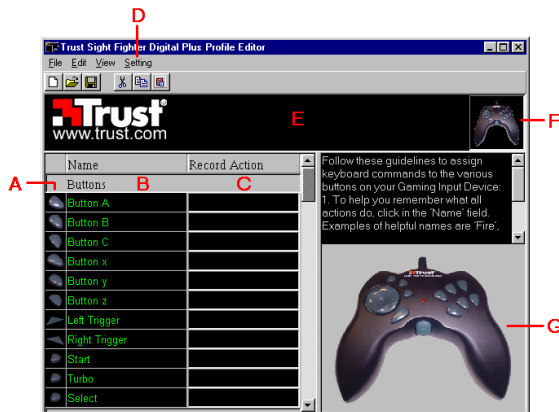 D
Trust Sight Fighter Digital Plus Profile Editor
File Edit View Setting
Trust®
www.trust.com
E
F
Name Record Action
A Buttons B C
Button A
Button B
Button C
Button x
Button y
Button z
Left Trigger
Right Trigger
Start
Turbo
Select
Follow these guidelines to assign
keyboard commands to the various
buttons on your Gaming Input Device:
1. To help you remember what all
actions do, click in the 'Name' field.
Examples of helpful names are 'Fire',
Trust
G